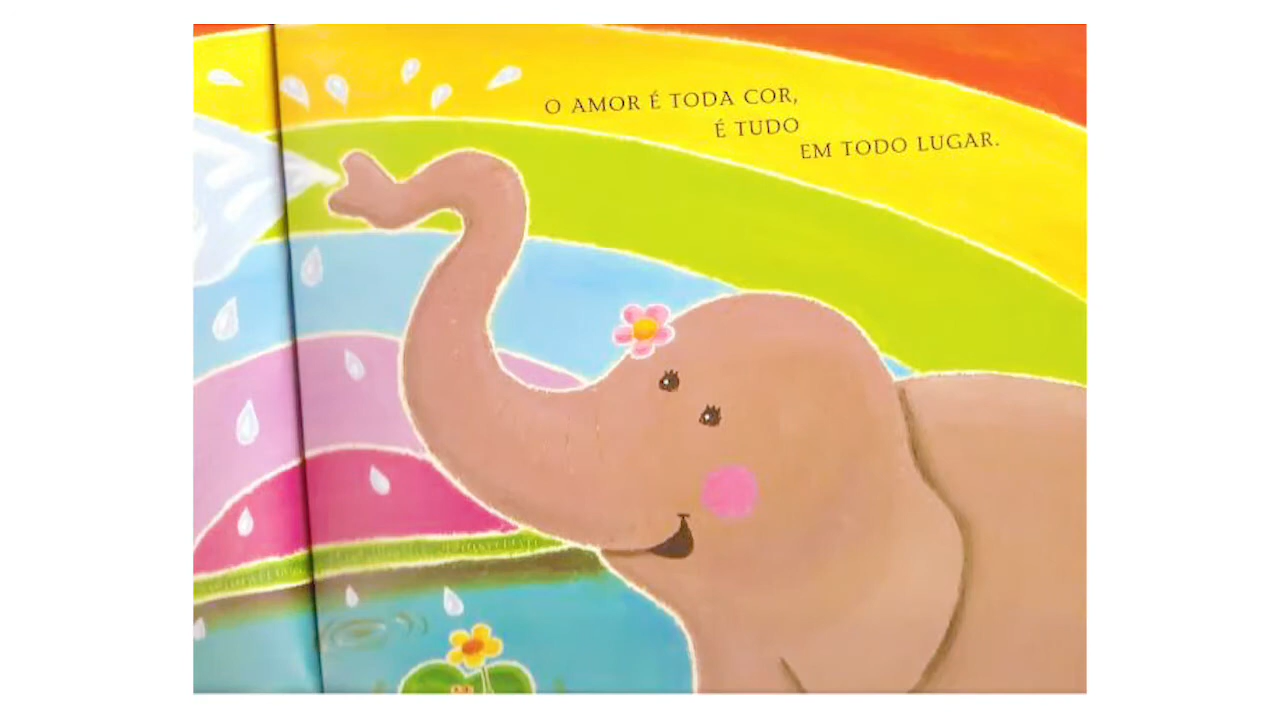 O AMOR É TODA COR,
É TUDO
EM TODO LUGAR.